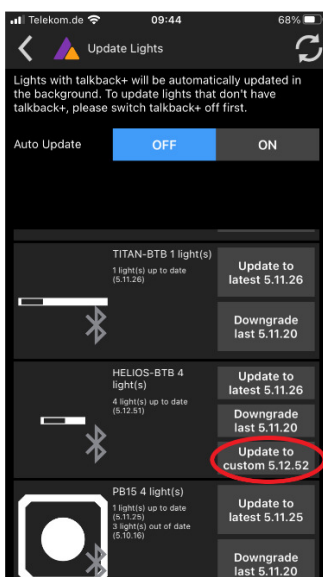 Telekom.de 09:44 68%
Update Lights
Lights with talkback+ will be automatically updated in
the background. To update lights that don't have
talkback+, please switch talkback+ off
first.
Auto Update OFF ON
TITAN-BTB 1 light(s)
1 light(s) up to date
(5.11.26)
Update to
latest 5.11.26
Downgrade
last 5.11.20
HELIOS-BTB 4
light(s)
4 light(s) up to date
(5.12.51)
Update to
latest 5.11.26
Downgrade
last 5.11.20
Update to
custom 5.12.52
PB15 4 light(s)
1 light(s) up to date
(5.11.25)
3 light(s) out of date
(5.10.16)
Update to
latest 5.11.25
Downgrade
last 5.11.20